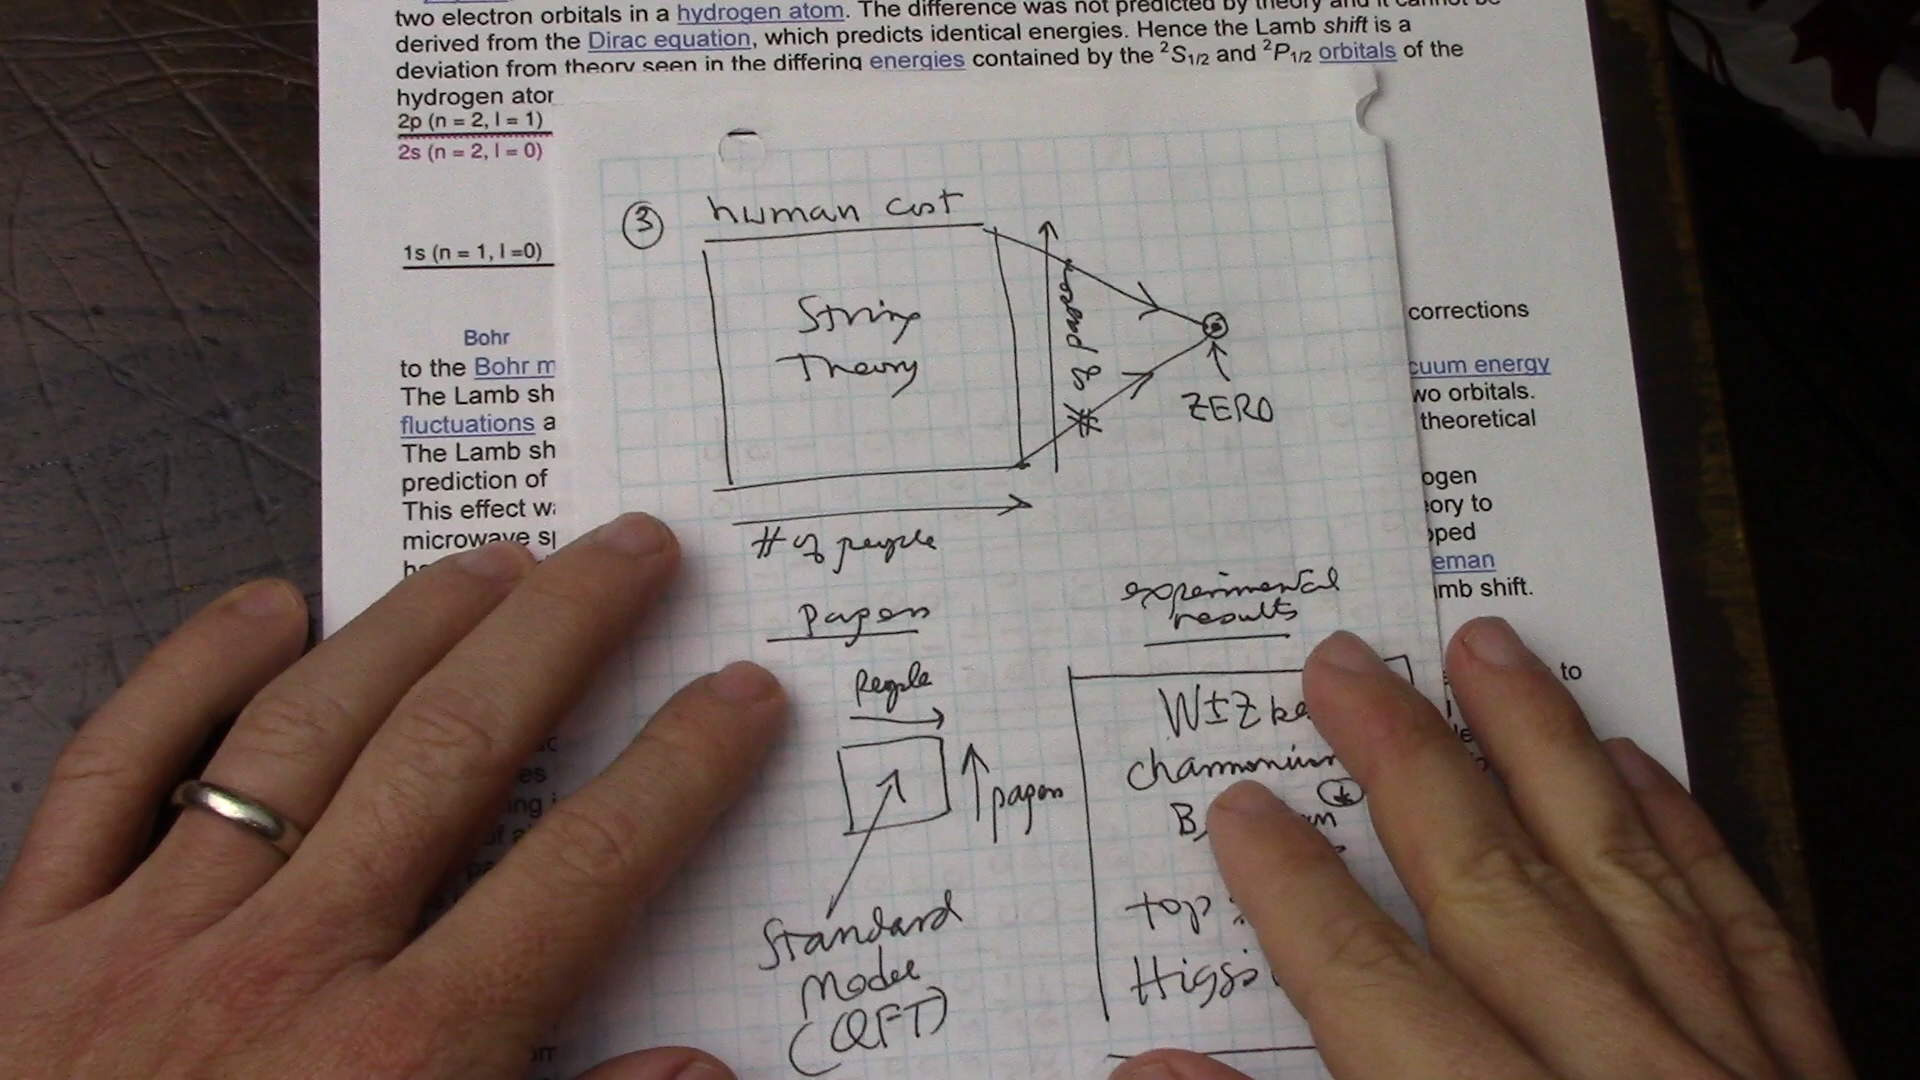 two electron orbitals in a hydrogen atom. The difference was not predicted by theory and it cannot be
derived from the Dirac equation, which predicts identical energies. Hence the Lamb shift is a
deviation from theory seen in the differing energies contained by the ²S1/2 and ²P1/2 orbitals of the
hydrogen ator
2p (n = 2, l = 1)
2s (n = 2, l = 0)
1s (n = 1, l =0)
Bohr
corrections
to the Bohr m
cuum energy
The Lamb sh
wo orbitals.
fluctuations a
theoretical
The Lamb sh
prediction of
ogen
This effect w
ory to
microwave s
pped
eman
mb shift.
to
3
human cost
String
Theory
# of papers
ZERO
# of people
papers
experimental
results
People
papers
Standard
Model
(QFT)
W±Z
charmonium
B,
top
Higgs